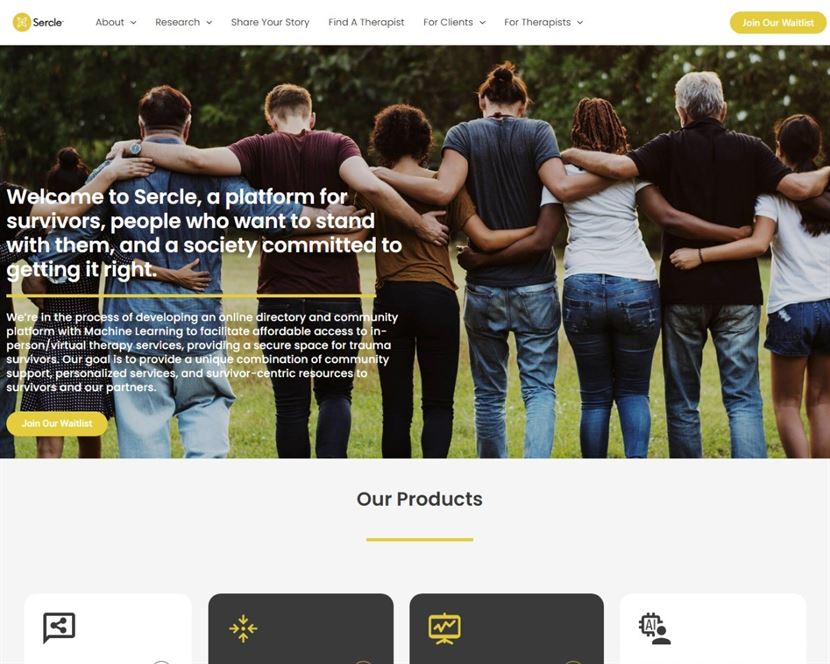 Sercle
About
Research
Share Your Story
Find A Therapist
For Clients
For Therapists
Join Our Waitlist
Welcome to Sercle, a platform for
survivors, people who want to stand
with them, and a society committed to
getting it right.
We're in the process of developing an online directory and community
platform with Machine Learning to facilitate affordable access to in-
person/virtual therapy services, providing a secure space for trauma
survivors. Our goal is to provide a unique combination of community
support, personalized services, and survivor-centric resources to
survivors and our partners.
Join Our Waitlist
Our Products
AI